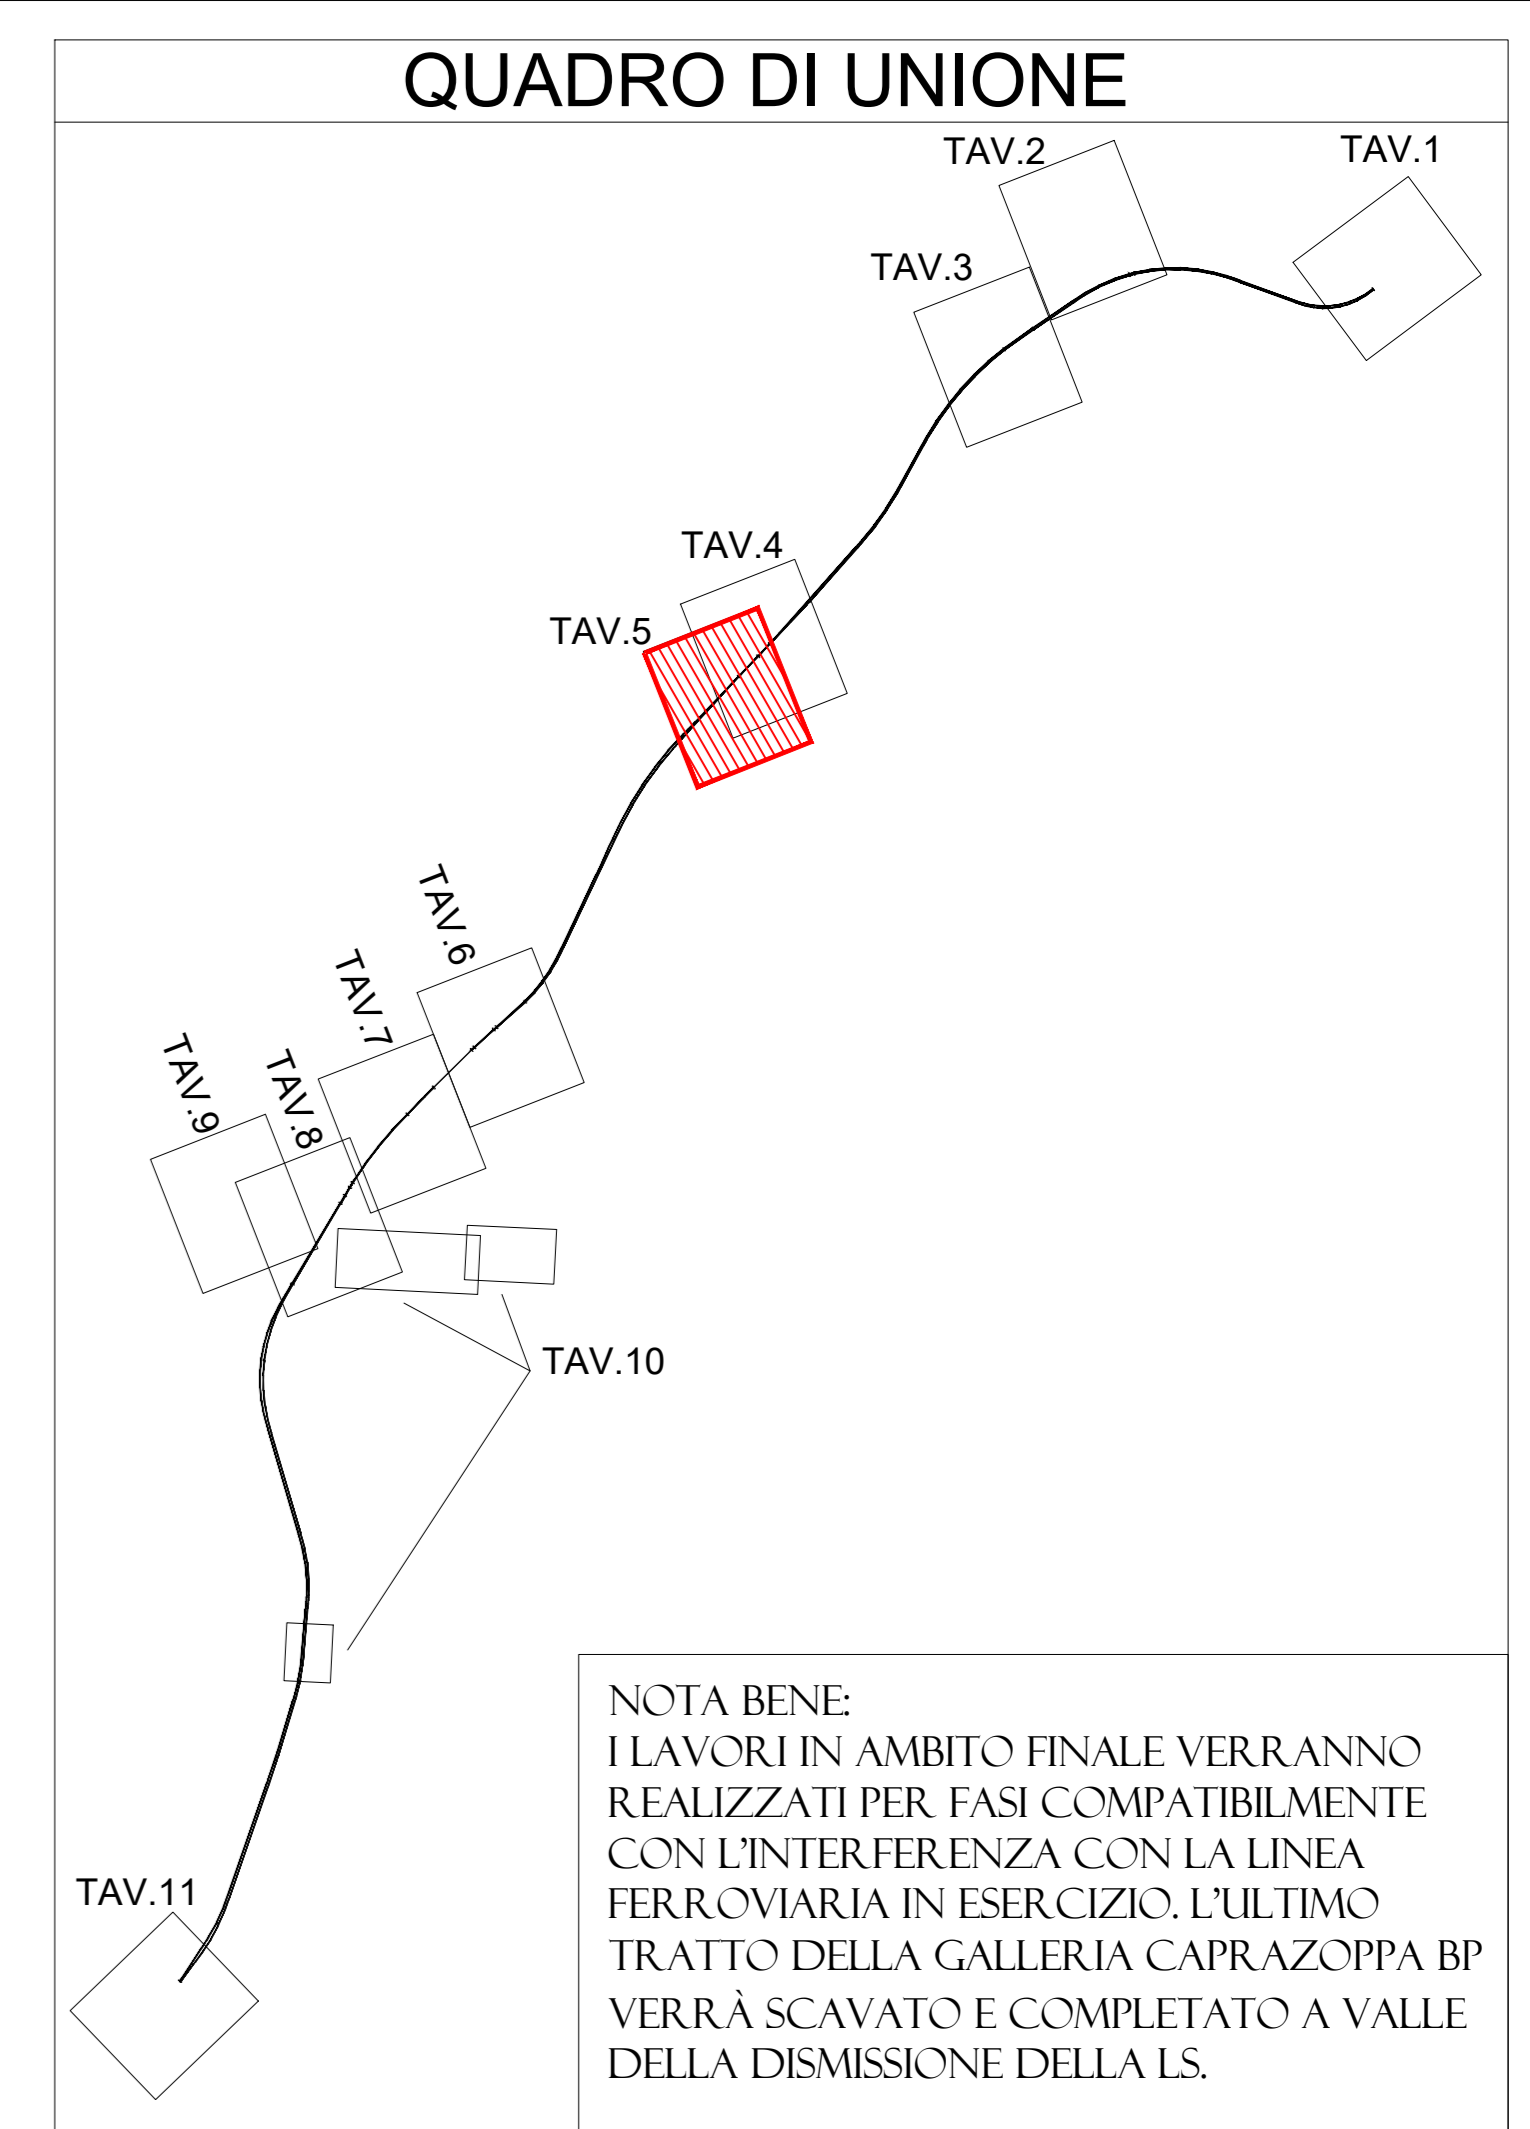 QUADRO DI UNIONE
TAV.1
TAV.2
TAV.3
TAV.4
TAV.5
TAV.6
TAV.7
TAV.8
TAV.9
TAV.10
TAV.11
NOTA BENE:
I LAVORI IN AMBITO FINALE VERRANNO
REALIZZATI PER FASI COMPATIBILMENTE
CON L'INTERFERENZA CON LA LINEA
FERROVIARIA IN ESERCIZIO. L'ULTIMO
TRATTO DELLA GALLERIA CAPRAZOPPA BP
VERRÀ SCAVATO E COMPLETATO A VALLE
DELLA DISMISSIONE DELLA LS.